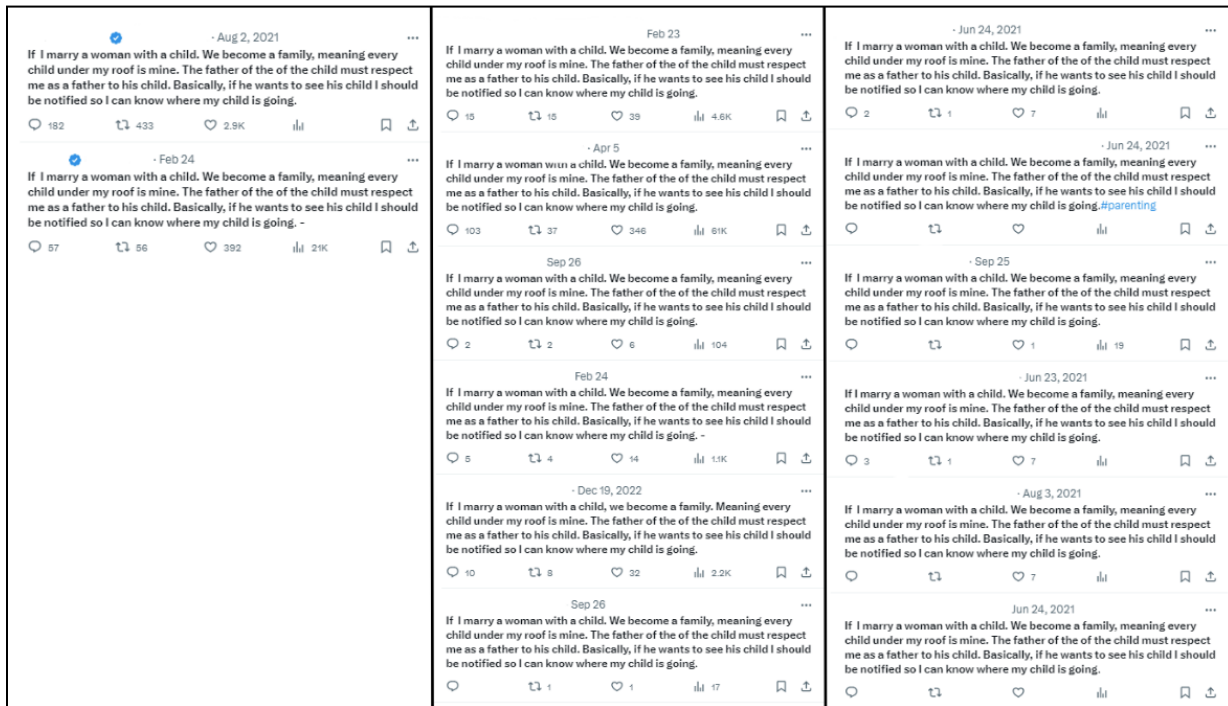 · Aug 2, 2021
If I marry a woman with a child. We become a family, meaning every
child under my roof is mine. The father of the of the child must respect
me as a father to his child. Basically, if he wants to see his child I should
be notified so I can know where my child is going.
182 433 2.9K
· Feb 24
If I marry a woman with a child. We become a family, meaning every
child under my roof is mine. The father of the of the child must respect
me as a father to his child. Basically, if he wants to see his child I should
be notified so I can know where my child is going. -
57 56 392 21K
Feb 23
If I marry a woman with a child. We become a family, meaning every
child under my roof is mine. The father of the of the child must respect
me as a father to his child. Basically, if he wants to see his child I should
be notified so I can know where my child is going.
15 15 39 4.6K
· Apr 5
If I marry a woman with a child. We become a family, meaning every
child under my roof is mine. The father of the of the child must respect
me as a father to his child. Basically, if he wants to see his child I should
be notified so I can know where my child is going.
103 37 346 61K
Sep 26
If I marry a woman with a child. We become a family, meaning every
child under my roof is mine. The father of the of the child must respect
me as a father to his child. Basically, if he wants to see his child I should
be notified so I can know where my child is going.
2 2 6 104
Feb 24
If I marry a woman with a child. We become a family, meaning every
child under my roof is mine. The father of the of the child must respect
me as a father to his child. Basically, if he wants to see his child I should
be notified so I can know where my child is going. -
5 4 14 1.1K
· Dec 19, 2022
If I marry a woman with a child, we become a family. Meaning every
child under my roof is mine. The father of the of the child must respect
me as a father to his child. Basically, if he wants to see his child I should
be notified so I can know where my child is going.
10 8 32 2.2K
Sep 26
If I marry a woman with a child. We become a family, meaning every
child under my roof is mine. The father of the of the child must respect
me as a father to his child. Basically, if he wants to see his child I should
be notified so I can know where my child is going.
1 1 17
· Jun 24, 2021
If I marry a woman with a child. We become a family, meaning every
child under my roof is mine. The father of the of the child must respect
me as a father to his child. Basically, if he wants to see his child I should
be notified so I can know where my child is going.
2 1 7
· Jun 24, 2021
If I marry a woman with a child. We become a family, meaning every
child under my roof is mine. The father of the of the child must respect
me as a father to his child. Basically, if he wants to see his child I should
be notified so I can know where my child is going.#parenting
· Sep 25
If I marry a woman with a child. We become a family, meaning every
child under my roof is mine. The father of the of the child must respect
me as a father to his child. Basically, if he wants to see his child I should
be notified so I can know where my child is going.
1 19
· Jun 23, 2021
If I marry a woman with a child. We become a family, meaning every
child under my roof is mine. The father of the of the child must respect
me as a father to his child. Basically, if he wants to see his child I should
be notified so I can know where my child is going.
3 1 7
· Aug 3, 2021
If I marry a woman with a child. We become a family, meaning every
child under my roof is mine. The father of the of the child must respect
me as a father to his child. Basically, if he wants to see his child I should
be notified so I can know where my child is going.
7
Jun 24, 2021
If I marry a woman with a child. We become a family, meaning every
child under my roof is mine. The father of the of the child must respect
me as a father to his child. Basically, if he wants to see his child I should
be notified so I can know where my child is going.